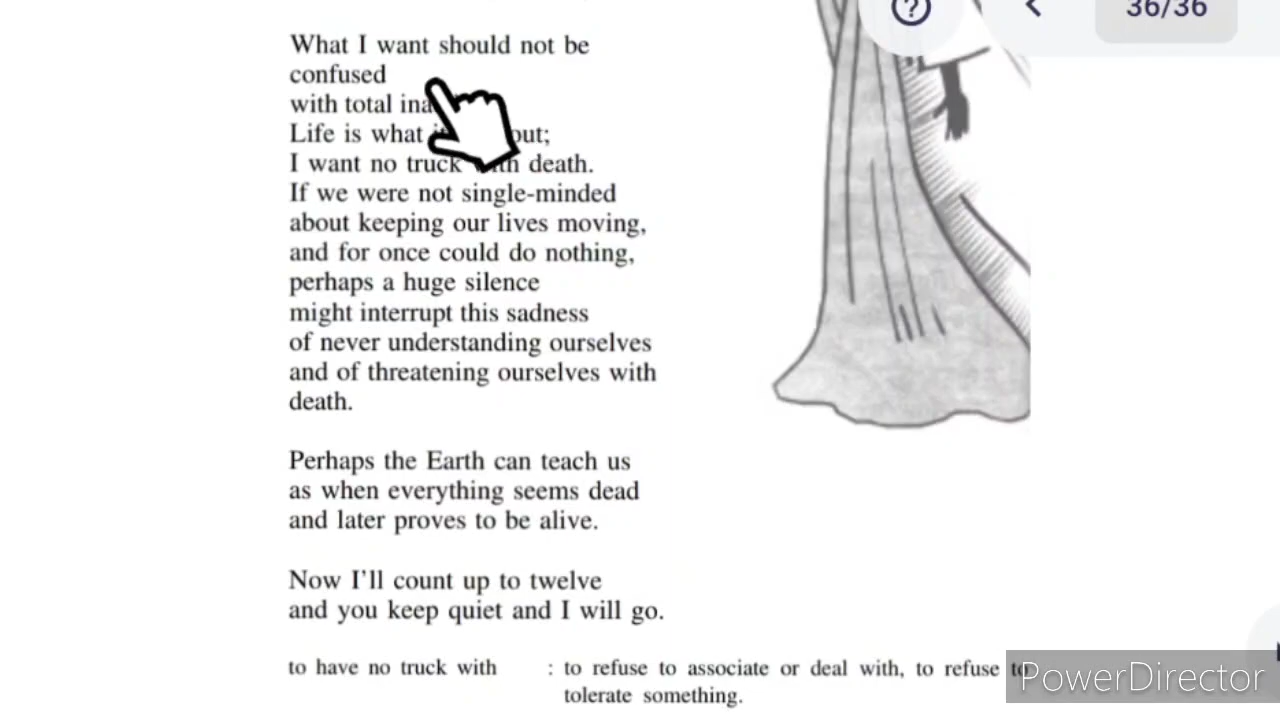 36/36
What I want should not be
confused
with total
Life is what out;
I want no truck with death.
If we were not single-minded
about keeping our lives moving,
and for once could do nothing,
perhaps a huge silence
might interrupt this sadness
of never understanding ourselves
and of threatening ourselves with
death.
Perhaps the Earth can teach us
as when everything seems dead
and later proves to be alive.
Now I'll count up to twelve
and you keep quiet and I will go.
to have no truck with : to refuse to associate or deal with, to refuse to
tolerate something.
PowerDirector